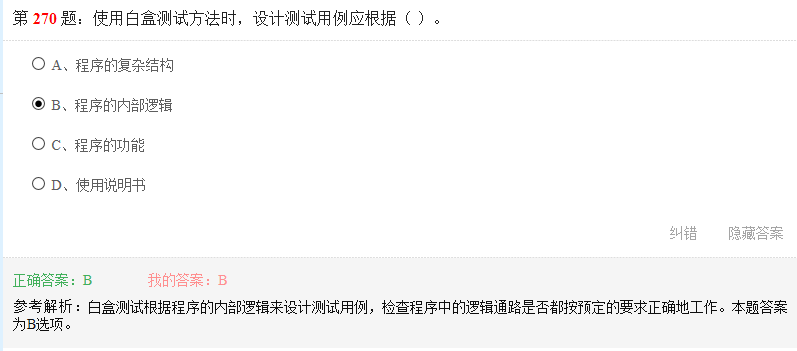 第 270 题：使用白盒测试方法时，设计测试用例应根据（ ）。
A、程序的复杂结构
B、程序的内部逻辑
C、程序的功能
D、使用说明书
纠错 隐藏答案
正确答案：B 我的答案：B
参考解析：白盒测试根据程序的内部逻辑来设计测试用例，检查程序中的逻辑通路是否都按预定的要求正确地工作。本题答案
为B选项。